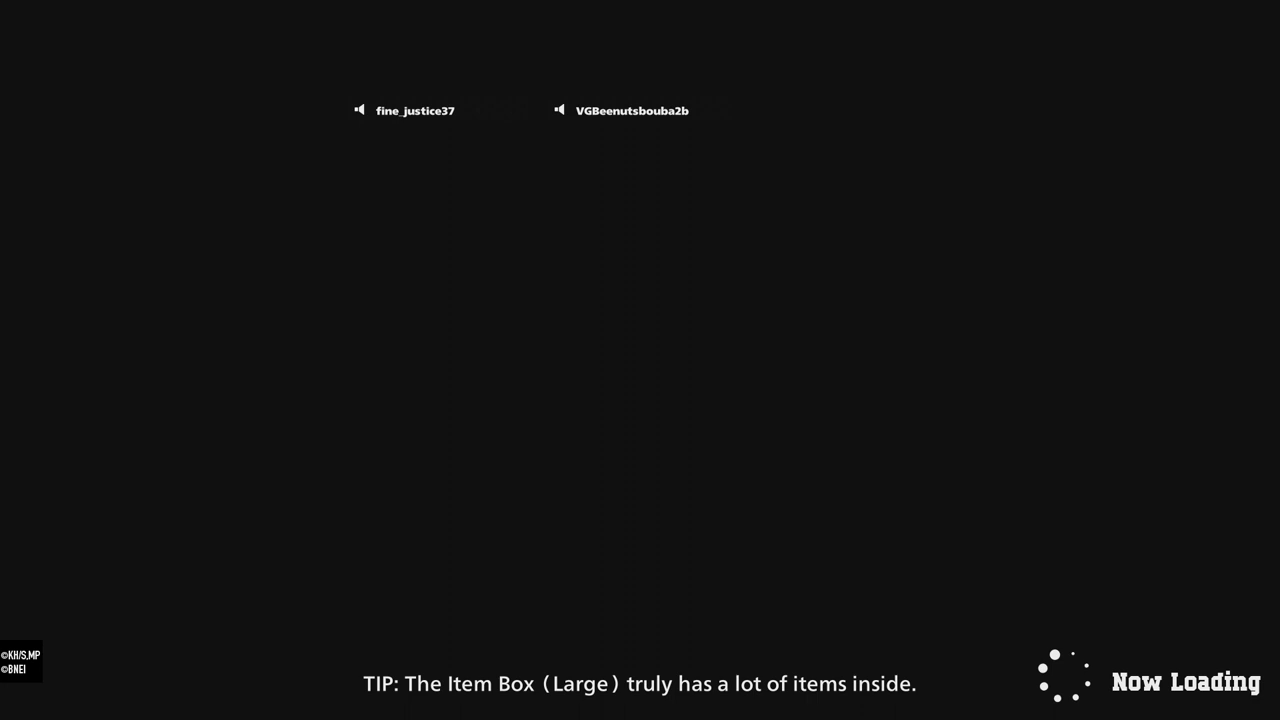 fine_justice37 VGBeenutsbouba2b
©KH/S,MP
©BNEI
TIP: The Item Box (Large) truly has a lot of items inside.
Now Loading